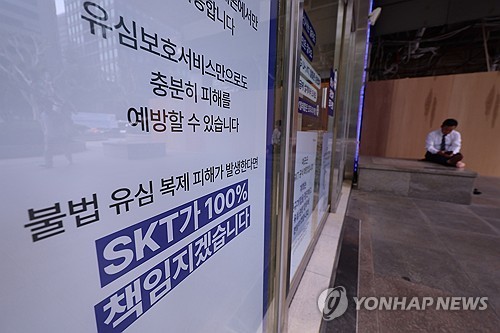 유심보호서비스만으로도
충분히 피해를
예방할 수 있습니다
불법 유심 복제 피해가 발생한다면
SKT가 100%
책임지겠습니다
YONHAP NEWS